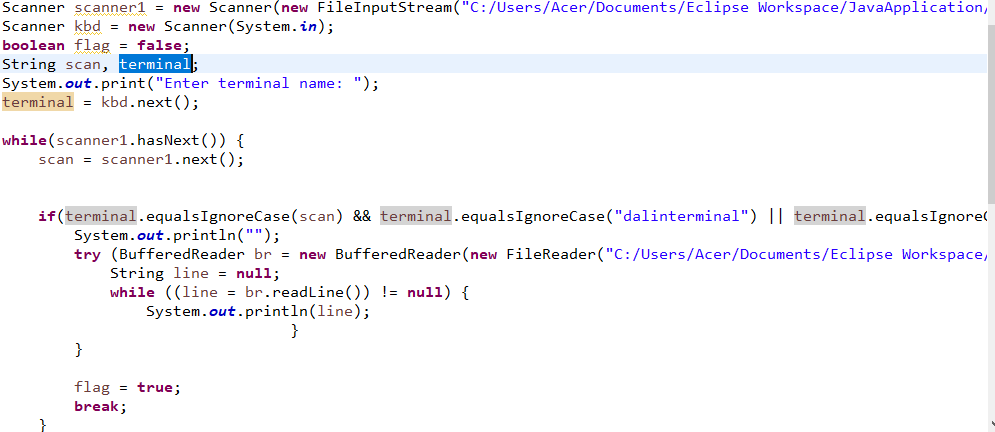 Scanner scanner1 = new Scanner(new FileInputStream("C:/Users/Acer/Documents/Eclipse Workspace/JavaApplication/
Scanner kbd = new Scanner(System.in);
boolean flag = false;
String scan, terminal;
System.out.print("Enter terminal name: ");
terminal = kbd.next();
while(scanner1.hasNext()) {
scan = scanner1.next();
if(terminal.equalsIgnoreCase(scan) && terminal.equalsIgnoreCase("dalinterminal") || terminal.equalsIgnoreC
System.out.println("");
try (BufferedReader br = new BufferedReader(new FileReader("C:/Users/Acer/Documents/Eclipse Workspace/
String line = null;
while ((line = br.readLine()) != null) {
System.out.println(line);
}
}
flag = true;
break;
}